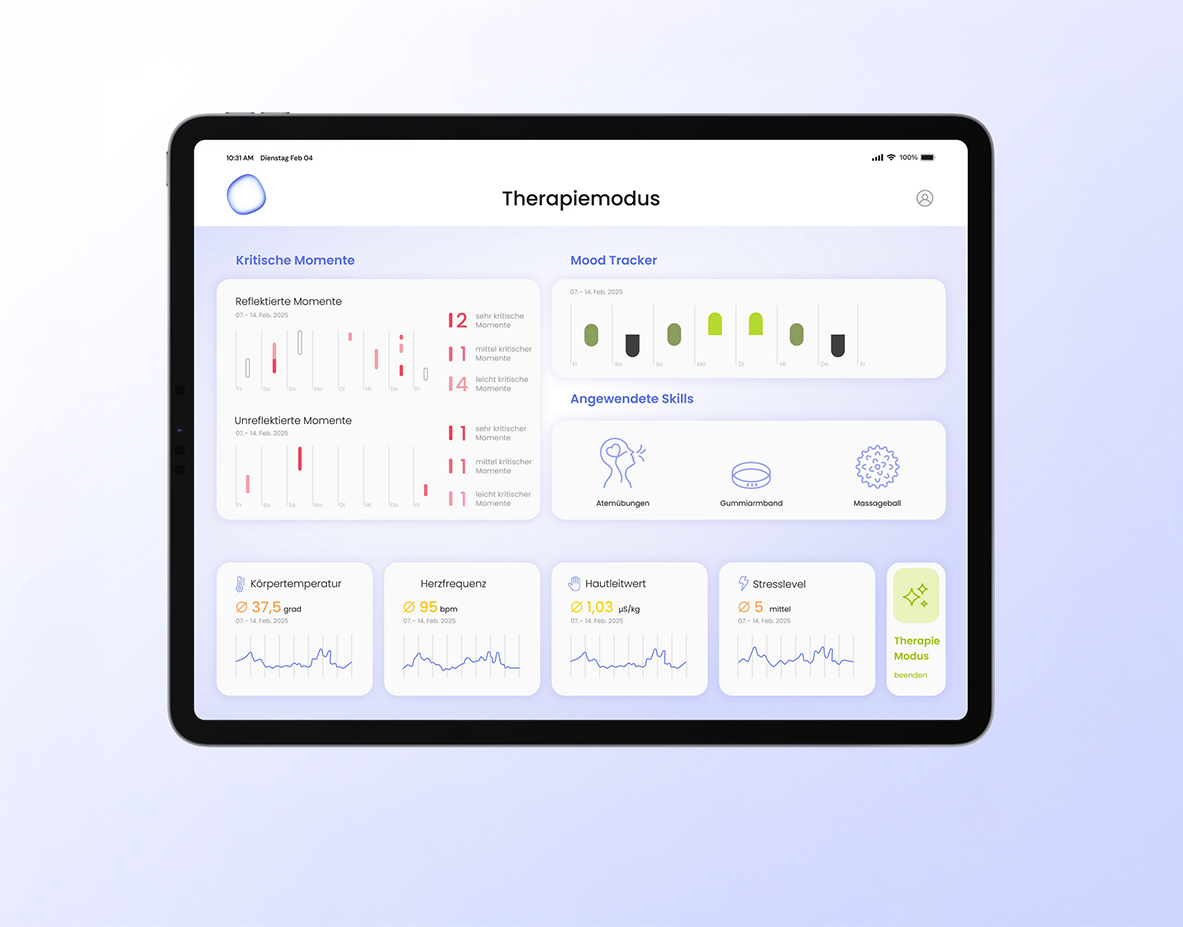 10:31 AM Dienstag Feb 04
100%
Therapiemodus
Kritische Momente
Reflektierte Momente
07.– 14. Feb. 2025
Fr Sa So Mo Di Mi Do Fr
2 sehr kritische
Momente
1 mittel kritischer
Momente
4 leicht kritische
Momente
Unreflektierte Momente
07.– 14. Feb. 2025
Fr Sa So Mo Di Mi Do Fr
1 sehr kritischer
Momente
1 mittel kritischer
Momente
1 leicht kritischer
Momente
Mood Tracker
07.– 14. Feb. 2025
Fr Sa So Mo Di Mi Do Fr
Angewendete Skills
Atemübungen
Gummiarmband
Massageball
Körpertemperatur
Ø 37,5 grad
07.– 14. Feb. 2025
Herzfrequenz
Ø 95 bpm
07.– 14. Feb. 2025
Hautleitwert
Ø 1,03 µS/kg
07.– 14. Feb. 2025
Stresslevel
Ø 5 mittel
07.– 14. Feb. 2025
Therapie
Modus
beenden